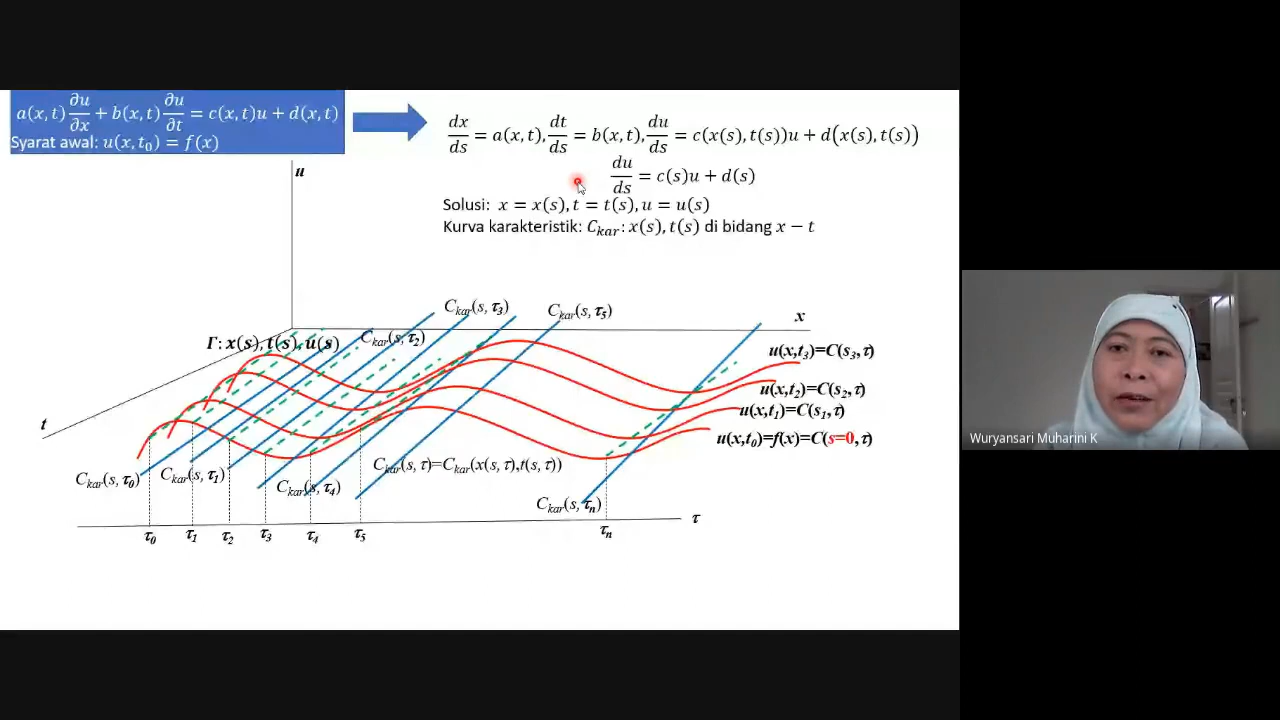 a(x,t) ∂u/∂x + b(x,t) ∂u/∂t = c(x,t)u + d(x,t)
Syarat awal: u(x,t₀) = f(x)
dx/ds = a(x,t), dt/ds = b(x,t), du/ds = c(x(s),t(s))u + d(x(s),t(s))
du/ds = c(s)u + d(s)
Solusi: x = x(s), t = t(s), u = u(s)
Kurva karakteristik: C_kar: x(s), t(s) di bidang x − t
u
x
t
Γ: x(s), t(s), u(s)
C_kar(s, τ₂)
C_kar(s, τ₃)
C_kar(s, τ₅)
u(x,t₃)=C(s₃,τ)
u(x,t₂)=C(s₂,τ)
u(x,t₁)=C(s₁,τ)
u(x,t₀)=f(x)=C(s=0,τ)
C_kar(s, τ₀)
C_kar(s, τ₁)
C_kar(s, τ₄)
C_kar(s, τ)=C_kar(x(s, τ),t(s, τ))
C_kar(s, τₙ)
τ
τ₀ τ₁ τ₂ τ₃ τ₄ τ₅ τₙ
Wuryansari Muharini K